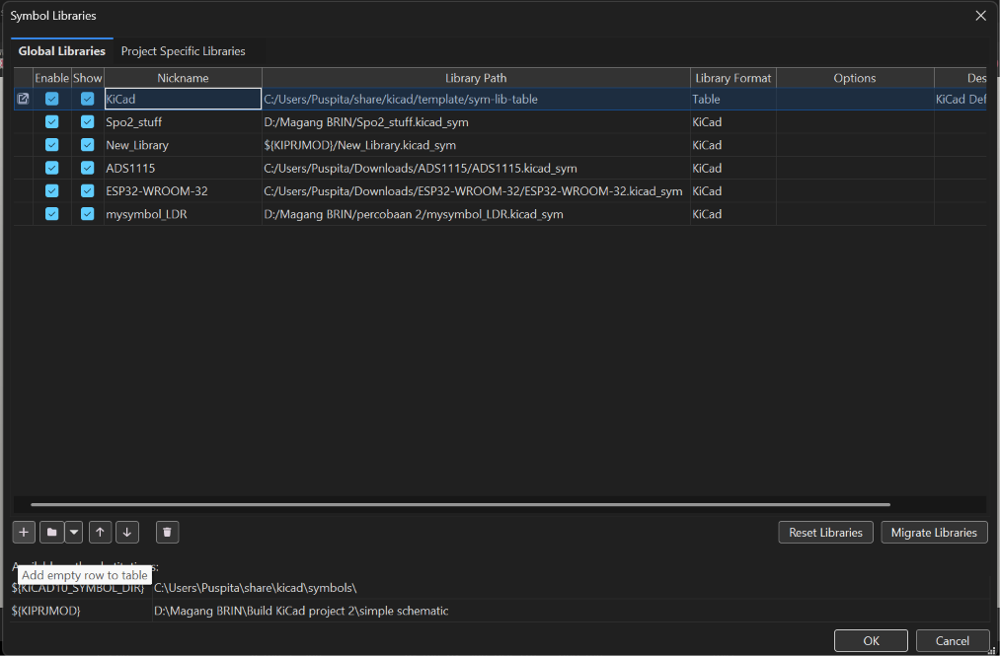 Symbol Libraries
Global Libraries Project Specific Libraries
Enable Show Nickname Library Path Library Format Options Des
KiCad C:/Users/Puspita/share/kicad/template/sym-lib-table Table KiCad Def
Spo2_stuff D:/Magang BRIN/Spo2_stuff.kicad_sym KiCad
New_Library ${KIPRJMOD}/New_Library.kicad_sym KiCad
ADS1115 C:/Users/Puspita/Downloads/ADS1115/ADS1115.kicad_sym KiCad
ESP32-WROOM-32 C:/Users/Puspita/Downloads/ESP32-WROOM-32/ESP32-WROOM-32.kicad_sym KiCad
mysymbol_LDR D:/Magang BRIN/percobaan 2/mysymbol_LDR.kicad_sym KiCad
Reset Libraries Migrate Libraries
Add empty row to table
${KICAD10_SYMBOL_DIR} C:\Users\Puspita\share\kicad\symbols\
${KIPRJMOD} D:\Magang BRIN\Build KiCad project 2\simple schematic
OK Cancel